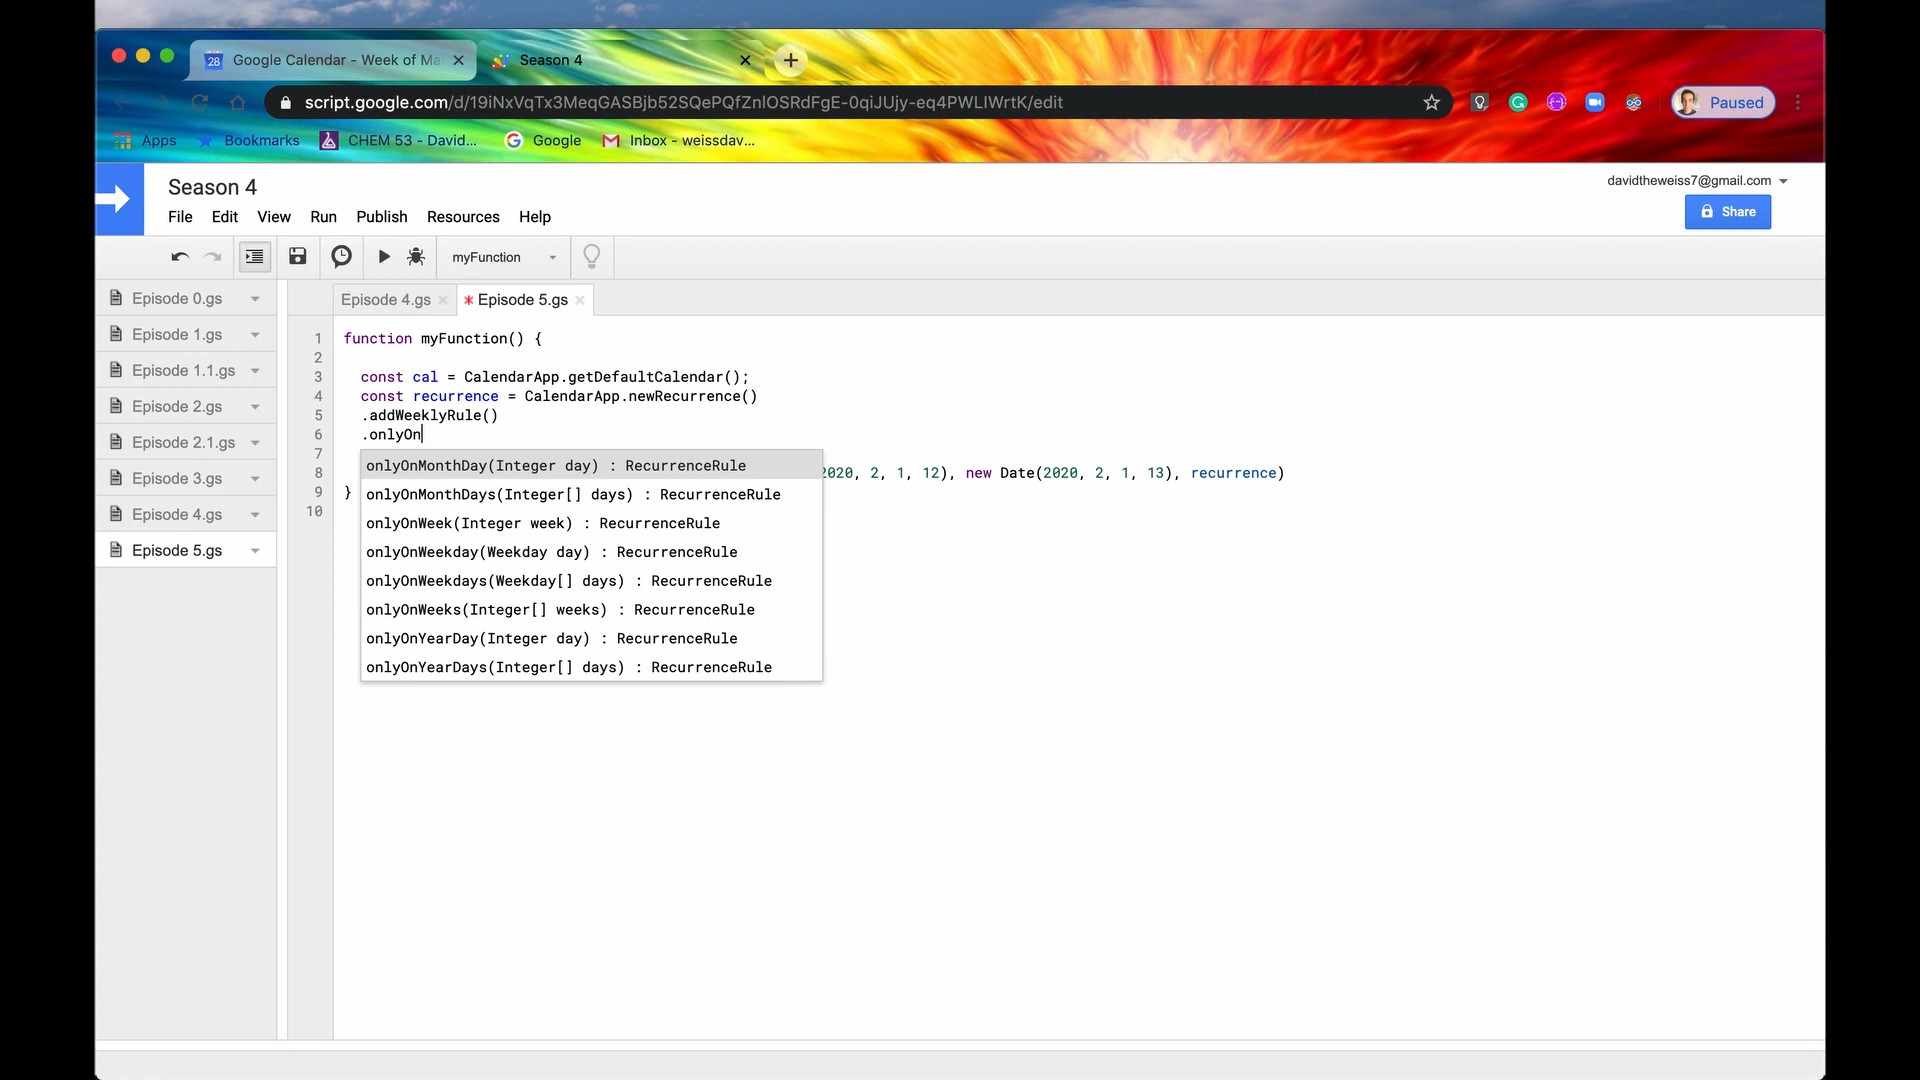 28 Google Calendar - Week of Ma
Season 4
script.google.com/d/19iNxVqTx3MeqGASBjb52SQePQfZnlOSRdFgE-0qiJUjy-eq4PWLIWrtK/edit
Paused
Apps
Bookmarks
CHEM 53 - David...
Google
Inbox - weissdav...
Season 4
davidtheweiss7@gmail.com
File Edit View Run Publish Resources Help
Share
myFunction
Episode 0.gs
Episode 1.gs
Episode 1.1.gs
Episode 2.gs
Episode 2.1.gs
Episode 3.gs
Episode 4.gs
Episode 5.gs
Episode 4.gs
* Episode 5.gs
1 function myFunction() {
2
3 const cal = CalendarApp.getDefaultCalendar();
4 const recurrence = CalendarApp.newRecurrence()
5 .addWeeklyRule()
6 .onlyOn
7
8 2020, 2, 1, 12), new Date(2020, 2, 1, 13), recurrence)
9 }
10
onlyOnMonthDay(Integer day) : RecurrenceRule
onlyOnMonthDays(Integer[] days) : RecurrenceRule
onlyOnWeek(Integer week) : RecurrenceRule
onlyOnWeekday(Weekday day) : RecurrenceRule
onlyOnWeekdays(Weekday[] days) : RecurrenceRule
onlyOnWeeks(Integer[] weeks) : RecurrenceRule
onlyOnYearDay(Integer day) : RecurrenceRule
onlyOnYearDays(Integer[] days) : RecurrenceRule